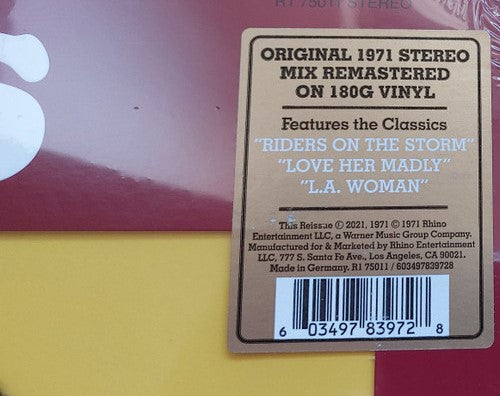 R1 75011 STEREO
ORIGINAL 1971 STEREO
MIX REMASTERED
ON 180G VINYL
Features the Classics
"RIDERS ON THE STORM"
"LOVE HER MADLY"
"L.A. WOMAN"
This Reissue ℗ 2021, 1971 © 1971 Rhino
Entertainment LLC, a Warner Music Group Company.
Manufactured for & Marketed by Rhino Entertainment
LLC, 777 S. Santa Fe Ave., Los Angeles, CA 90021.
Made in Germany. R1 75011 / 603497839728
6 03497 83972 8